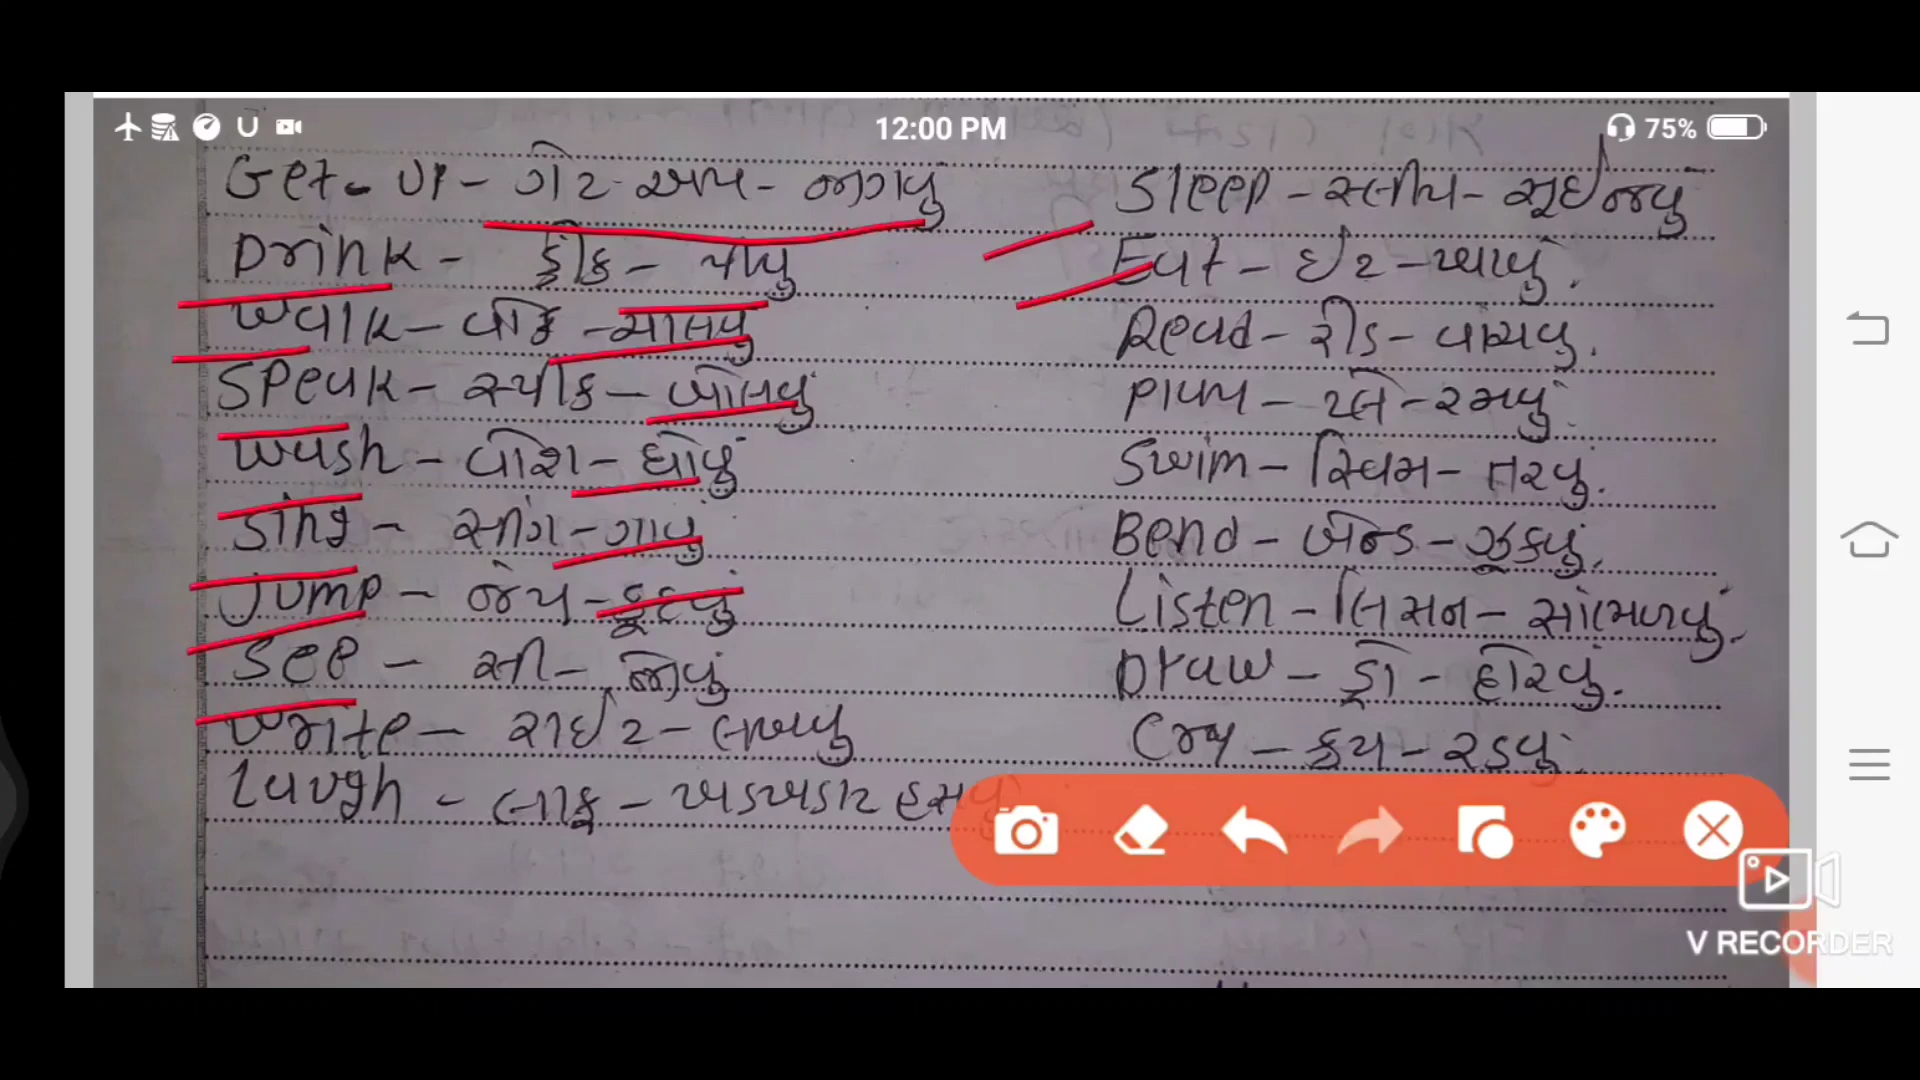 12:00 PM
75%
Get-up - ગેટ અપ - જાગવું
Drink - ડ્રીંક - પીવું
Walk - વોક - ચાલવુ
Speak - સ્પીક - બોલવું
Wash - વોશ - ધોવું
Sing - સીંગ - ગાવુ
Jump - જંપ - કૂદવું
See - સી - જોવું
Write - રાઈટ - લખવુ
Laugh - લાફ - ખડખડાટ હસવુ
Sleep - સ્લીપ - સૂઈ જવું
Eat - ઈટ - ખાવું.
Read - રીડ - વાંચવું.
Play - પ્લે - રમવું.
Swim - સ્વિમ - તરવું.
Bend - બેન્ડ - ઝૂકવું.
Listen - લિસન - સાંભળવું.
Draw - ડ્રો - દોરવું.
Cry - ક્રાય - રડવું.
V RECORDER